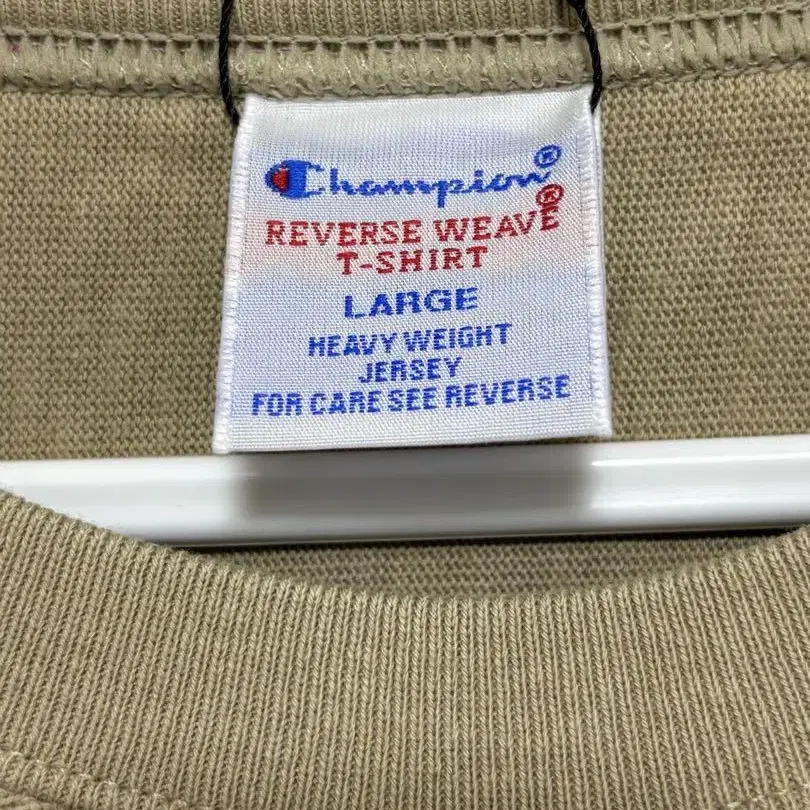 Champion®
REVERSE WEAVE®
T-SHIRT
LARGE
HEAVY WEIGHT
JERSEY
FOR CARE SEE REVERSE